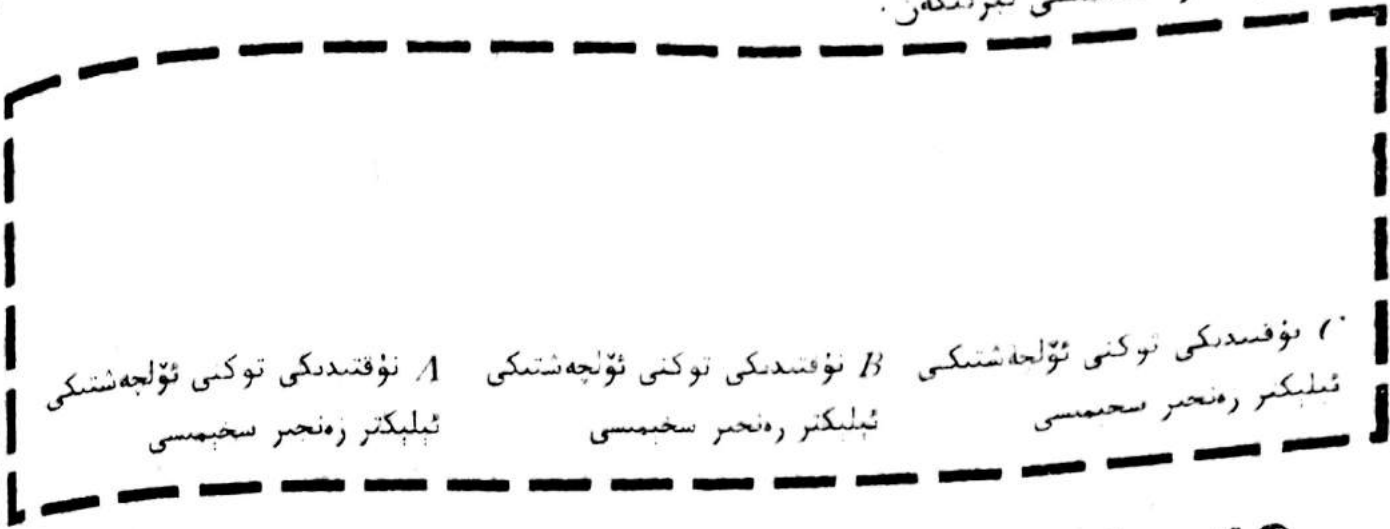 C نۇقتىدىكى توكنى ئۆلچەشتىكى
ئېلېكتر زەنجىر سخېمىسى
B نۇقتىدىكى توكنى ئۆلچەشتىكى
ئېلېكتر زەنجىر سخېمىسى
A نۇقتىدىكى توكنى ئۆلچەشتىكى
ئېلېكتر زەنجىر سخېمىسى